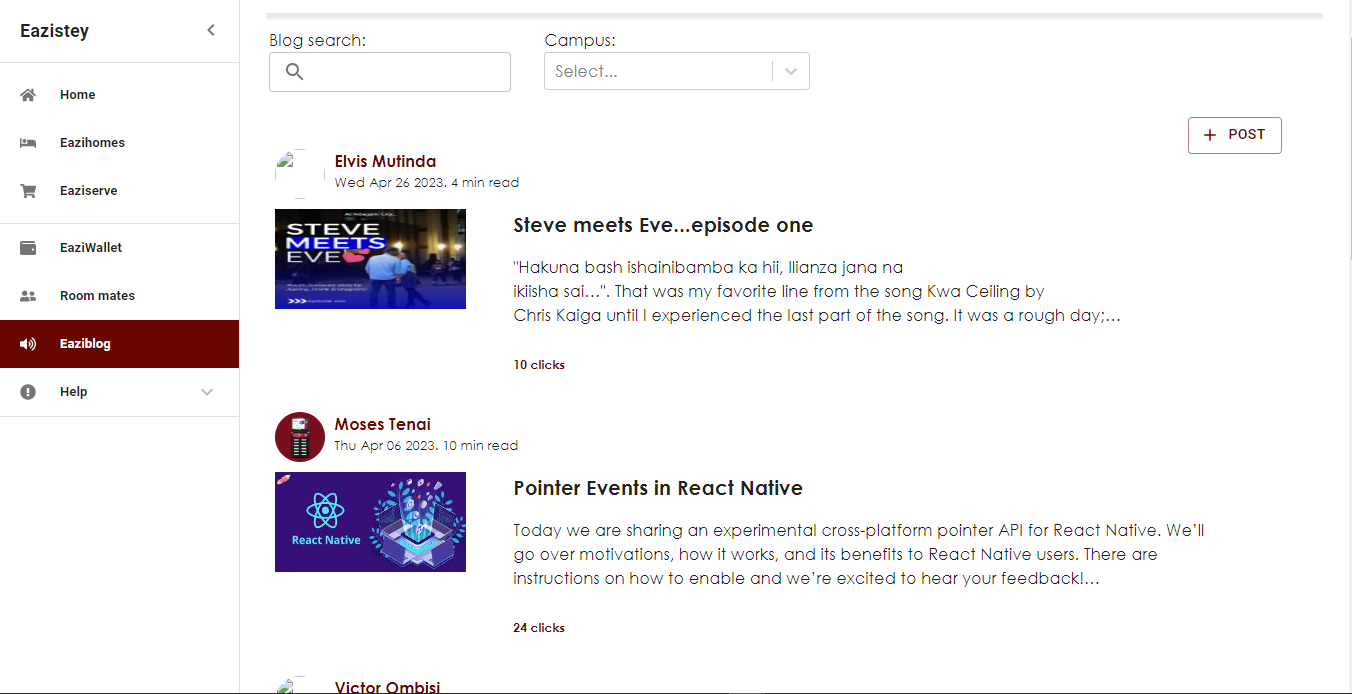 Eazistey
Home
Eazihomes
Eaziserve
EaziWallet
Room mates
Eaziblog
Help
Blog search:
Campus:
Select...
+ POST
Elvis Mutinda
Wed Apr 26 2023. 4 min read
STEVE
MEETS
EVE
Steve meets Eve...episode one
"Hakuna bash ishainibamba ka hii, Ilianza jana na
ikiisha sai...". That was my favorite line from the song Kwa Ceiling by
Chris Kaiga until I experienced the last part of the song. It was a rough day;...
10 clicks
Moses Tenai
Thu Apr 06 2023. 10 min read
React Native
Pointer Events in React Native
Today we are sharing an experimental cross-platform pointer API for React Native. We’ll
go over motivations, how it works, and its benefits to React Native users. There are
instructions on how to enable and we’re excited to hear your feedback!...
24 clicks
Victor Ombisi